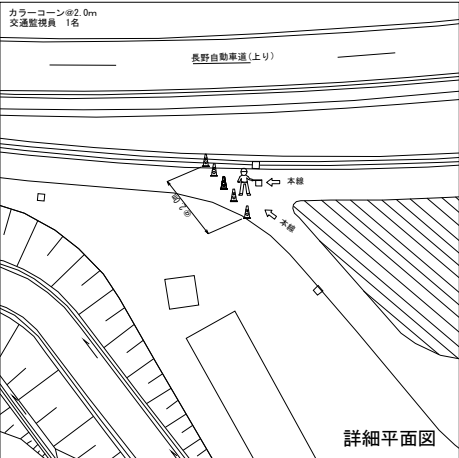 カラーコーン@2.0m
交通監視員　1名
長野自動車道(上り)
本線
本線
詳細平面図